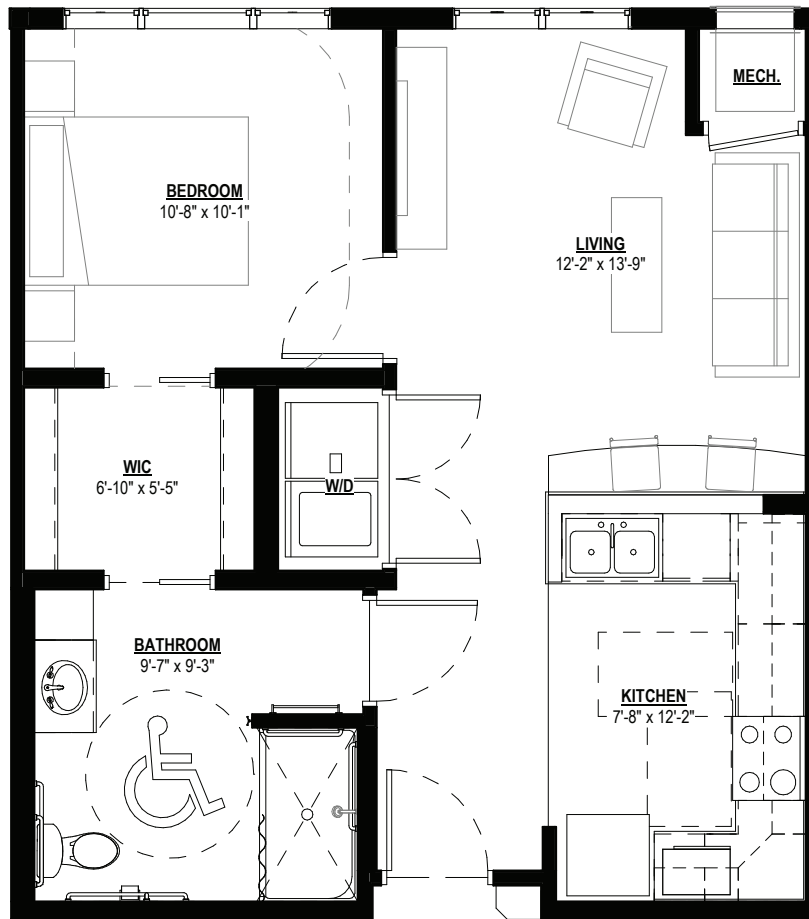 MECH.
BEDROOM
10'-8" x 10'-1"
LIVING
12'-2" x 13'-9"
WIC
6'-10" x 5'-5"
W/D
BATHROOM
9'-7" x 9'-3"
KITCHEN
7'-8" x 12'-2"